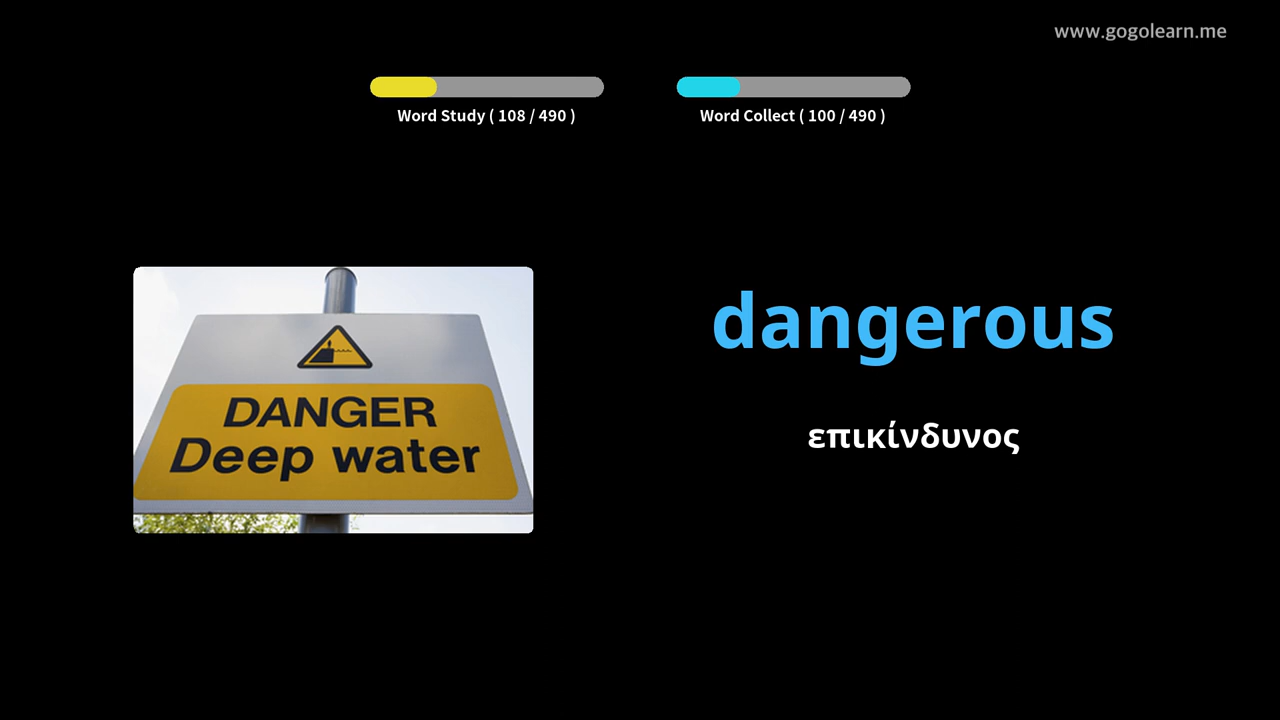 www.gogolearn.me
Word Study ( 108 / 490 )
Word Collect ( 100 / 490 )
DANGER
Deep water
dangerous
επικίνδυνος